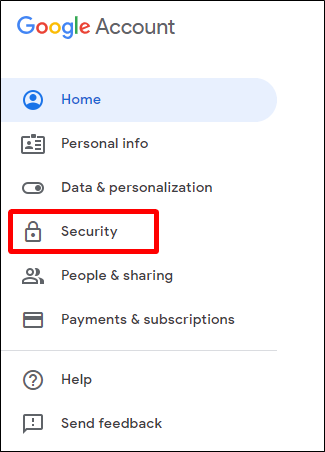 Google Account
Home
Personal info
Data & personalization
Security
People & sharing
Payments & subscriptions
Help
Send feedback